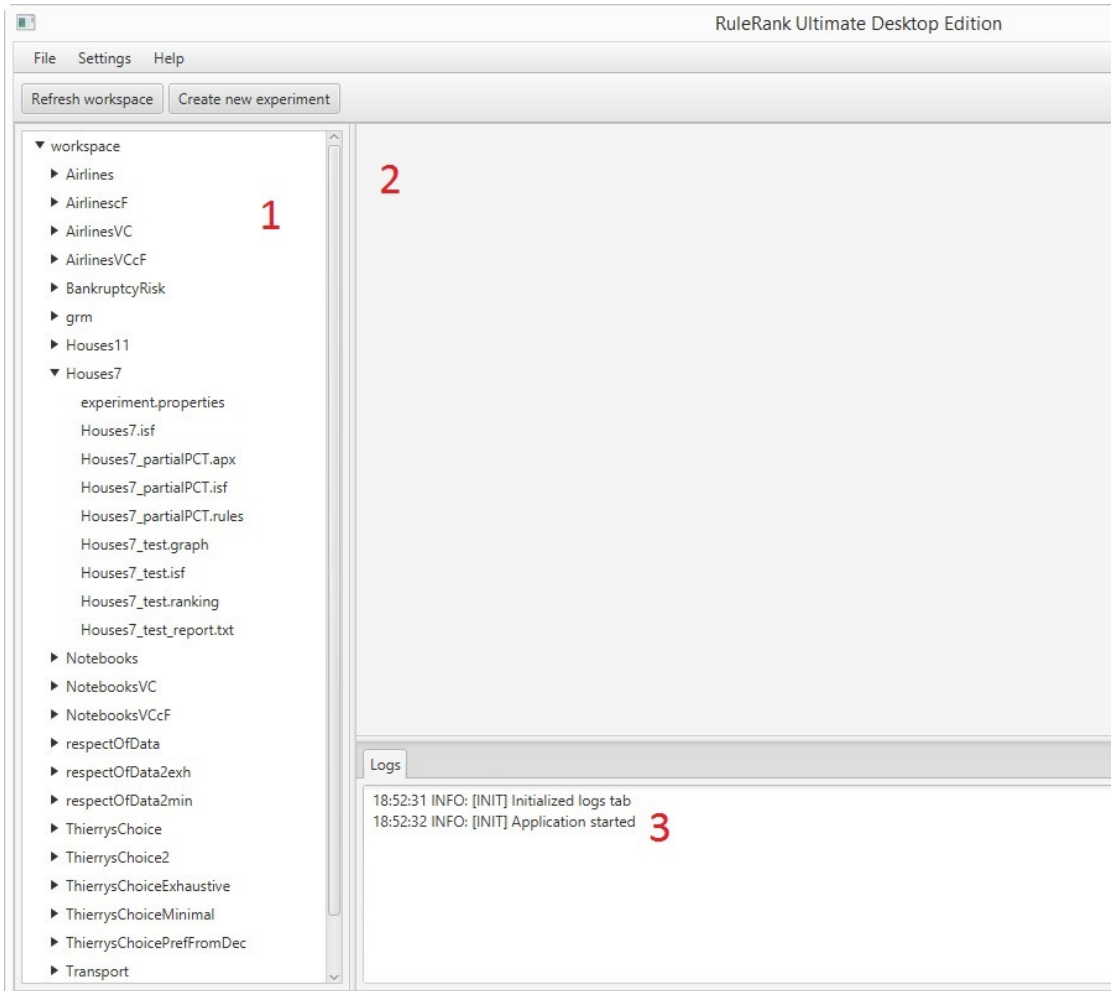 RuleRank Ultimate Desktop Edition
File Settings Help
Refresh workspace Create new experiment
workspace
Airlines
AirlinescF
AirlinesVC
AirlinesVCcF
BankruptcyRisk
grm
Houses11
Houses7
experiment.properties
Houses7.isf
Houses7_partialPCT.apx
Houses7_partialPCT.isf
Houses7_partialPCT.rules
Houses7_test.graph
Houses7_test.isf
Houses7_test.ranking
Houses7_test_report.txt
Notebooks
NotebooksVC
NotebooksVCcF
respectOfData
respectOfData2exh
respectOfData2min
ThierrysChoice
ThierrysChoice2
ThierrysChoiceExhaustive
ThierrysChoiceMinimal
ThierrysChoicePrefFromDec
Transport
1
2
Logs
18:52:31 INFO: [INIT] Initialized logs tab
18:52:32 INFO: [INIT] Application started
3